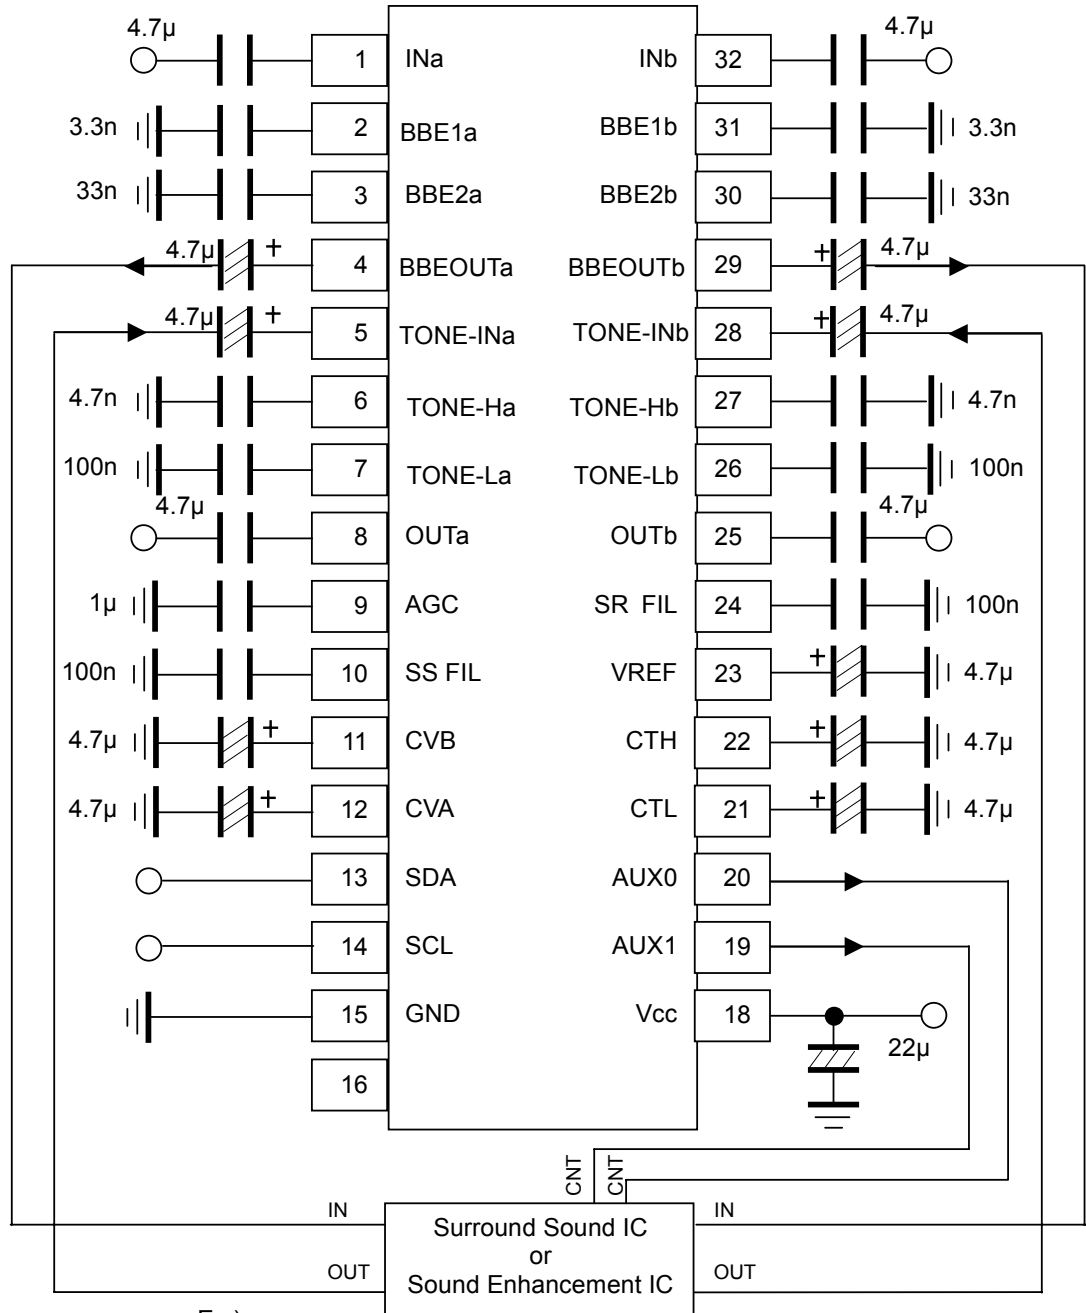 4.7µ 1 INa INb 32 4.7µ
3.3n 2 BBE1a BBE1b 31 3.3n
33n 3 BBE2a BBE2b 30 33n
4.7µ + 4 BBEOUTa BBEOUTb 29 + 4.7µ
4.7µ + 5 TONE-INa TONE-INb 28 + 4.7µ
4.7n 6 TONE-Ha TONE-Hb 27 4.7n
100n 7 TONE-La TONE-Lb 26 100n
4.7µ 8 OUTa OUTb 25 4.7µ
1µ 9 AGC SR FIL 24 100n
100n 10 SS FIL VREF 23 + 4.7µ
4.7µ + 11 CVB CTH 22 + 4.7µ
4.7µ + 12 CVA CTL 21 + 4.7µ
13 SDA AUX0 20
14 SCL AUX1 19
15 GND Vcc 18 22µ
16
CNT CNT
IN Surround Sound IC IN
or
OUT Sound Enhancement IC OUT